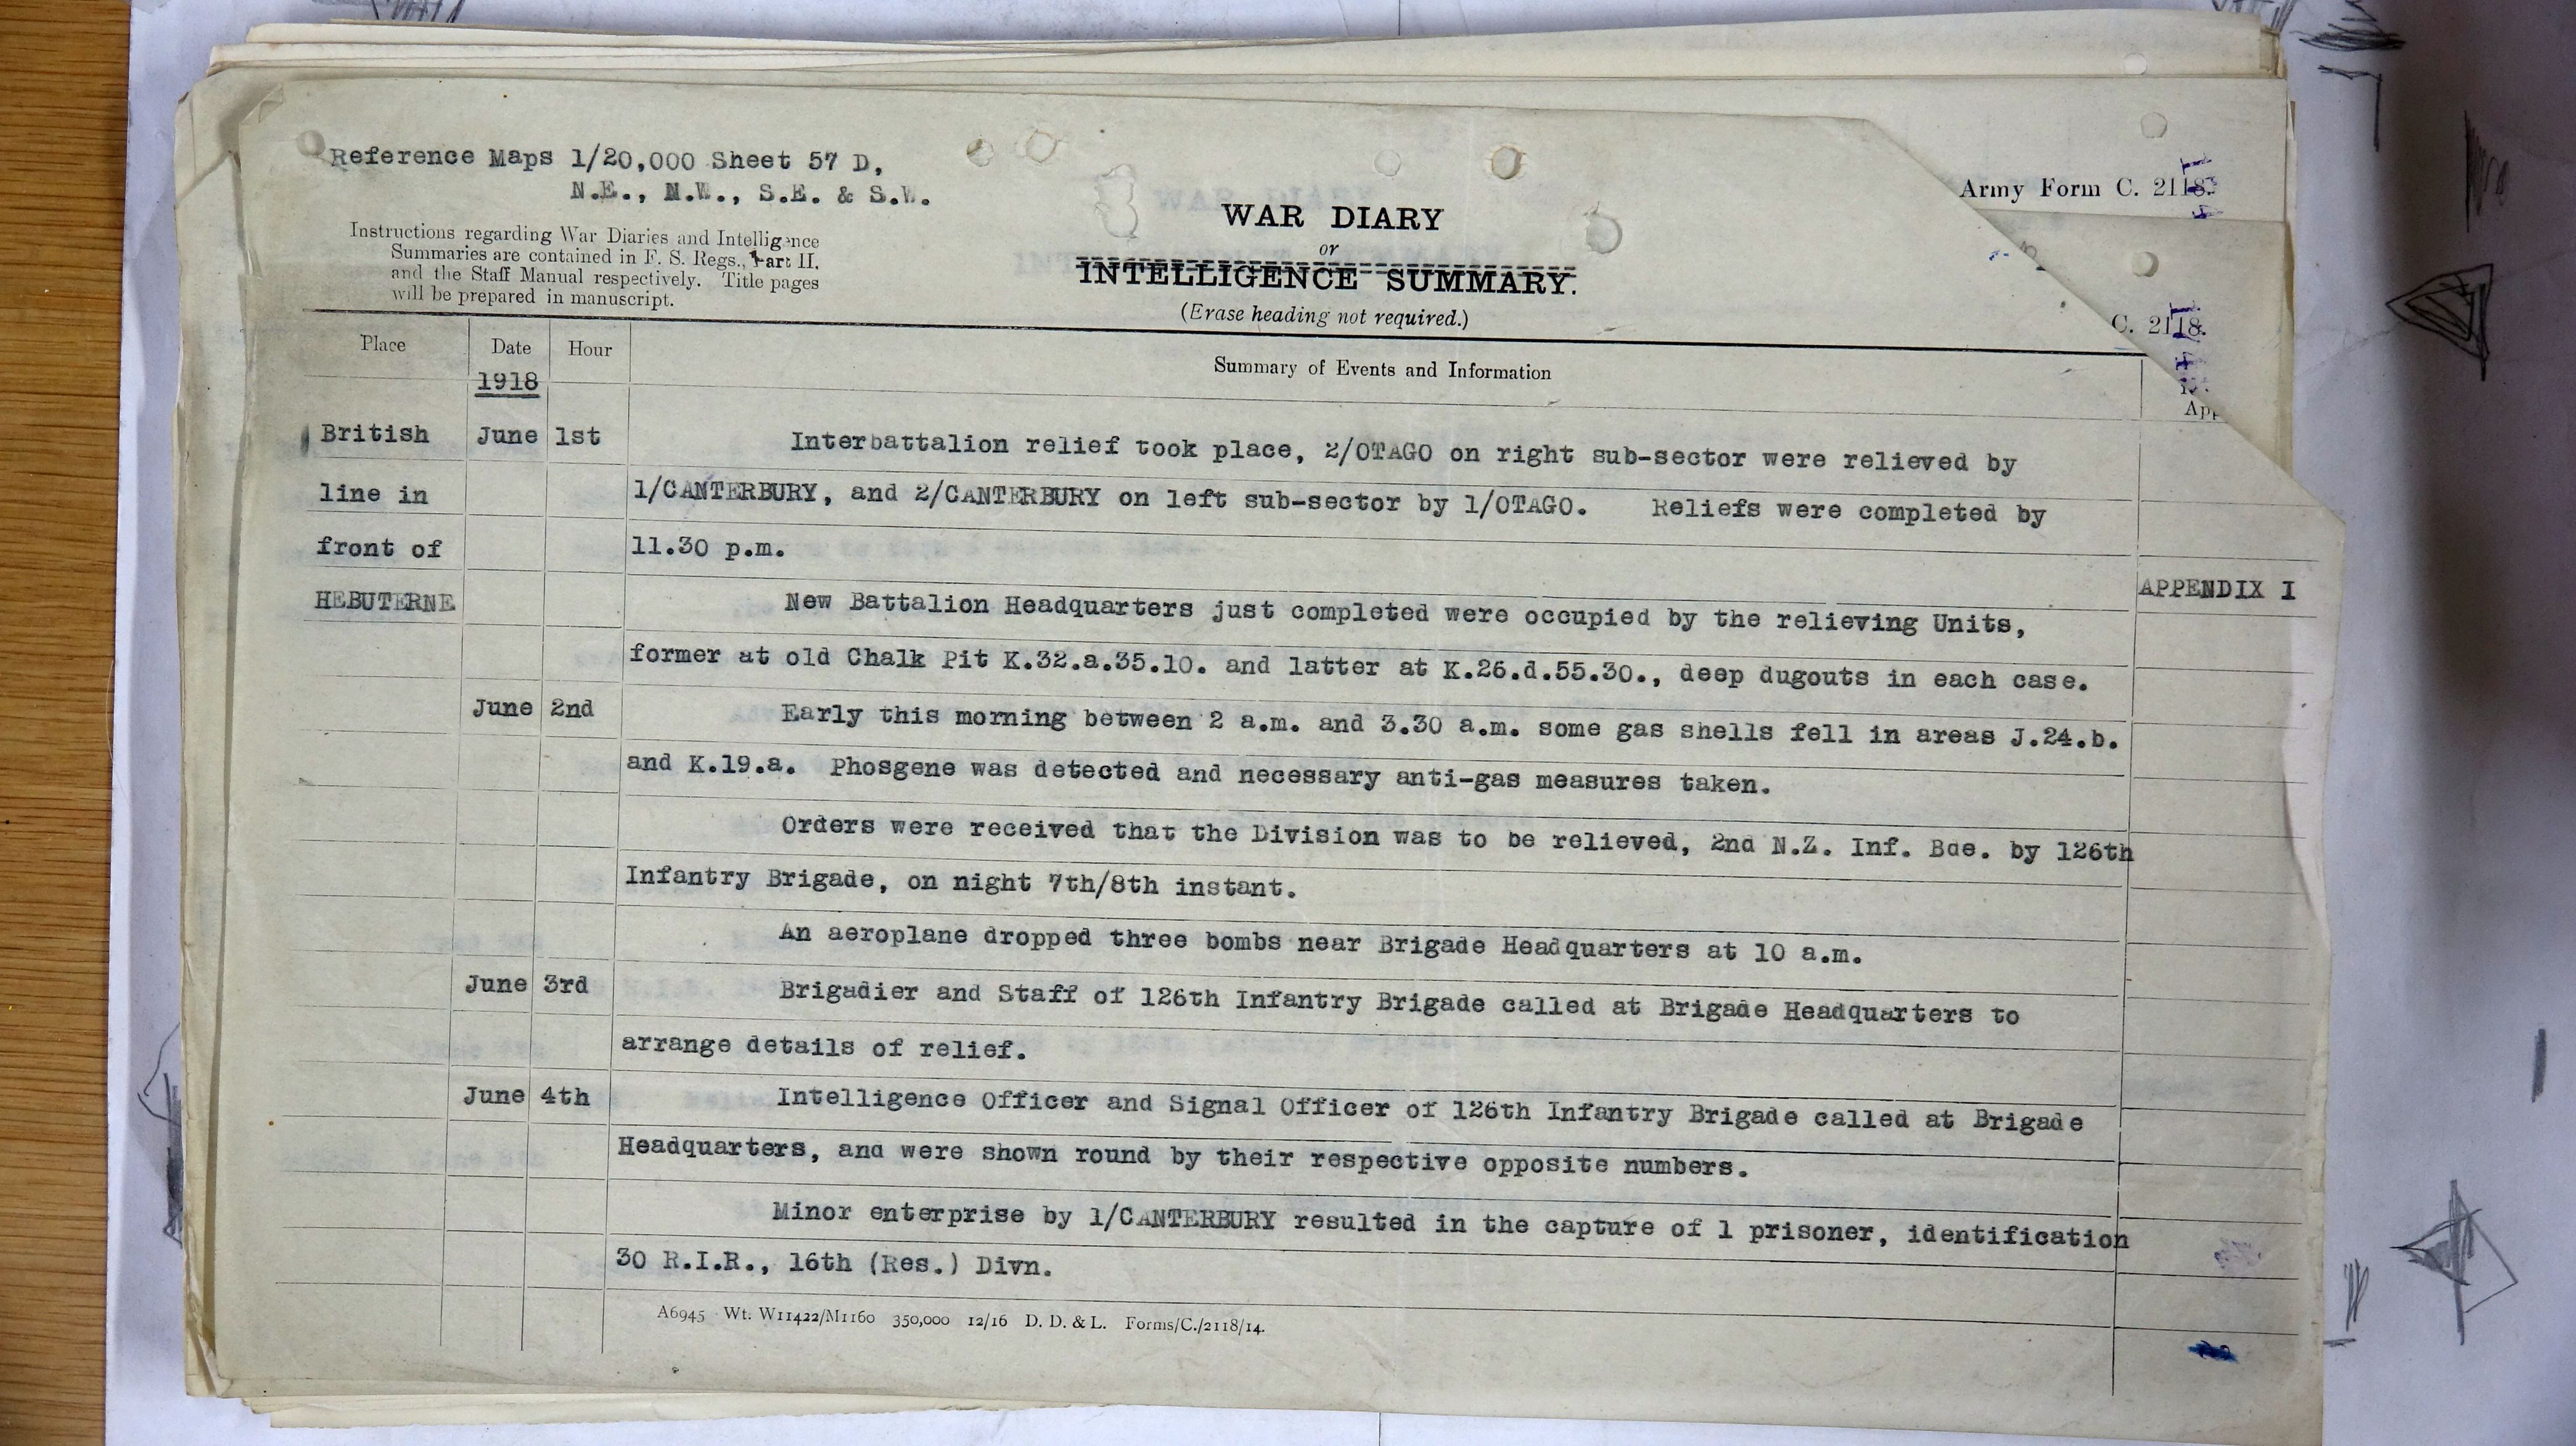 Reference Maps 1/20,000 Sheet 57 D,
N.E., N.W., S.E. & S.W.
Army Form C. 2118.
Instructions regarding War Diaries and Intelligence
Summaries are contained in F. S. Regs., Part II.
and the Staff Manual respectively. Title pages
will be prepared in manuscript.
WAR DIARY
or
INTELLIGENCE SUMMARY.
(Erase heading not required.)
C. 2118.
Place Date Hour Summary of Events and Information
1918
British June 1st Interbattalion relief took place, 2/OTAGO on right sub-sector were relieved by
line in 1/CANTERBURY, and 2/CANTERBURY on left sub-sector by 1/OTAGO. Reliefs were completed by
front of 11.30 p.m.
HEBUTERNE New Battalion Headquarters just completed were occupied by the relieving Units, APPENDIX I
former at old Chalk Pit K.32.a.35.10. and latter at K.26.d.55.30., deep dugouts in each case.
June 2nd Early this morning between 2 a.m. and 3.30 a.m. some gas shells fell in areas J.24.b.
and K.19.a. Phosgene was detected and necessary anti-gas measures taken.
Orders were received that the Division was to be relieved, 2nd N.Z. Inf. Bde. by 126th
Infantry Brigade, on night 7th/8th instant.
An aeroplane dropped three bombs near Brigade Headquarters at 10 a.m.
June 3rd Brigadier and Staff of 126th Infantry Brigade called at Brigade Headquarters to
arrange details of relief.
June 4th Intelligence Officer and Signal Officer of 126th Infantry Brigade called at Brigade
Headquarters, and were shown round by their respective opposite numbers.
Minor enterprise by 1/CANTERBURY resulted in the capture of 1 prisoner, identification
30 R.I.R., 16th (Res.) Divn.
A6945 Wt. W11422/M1160 350,000 12/16 D. D. & L. Forms/C./2118/14.